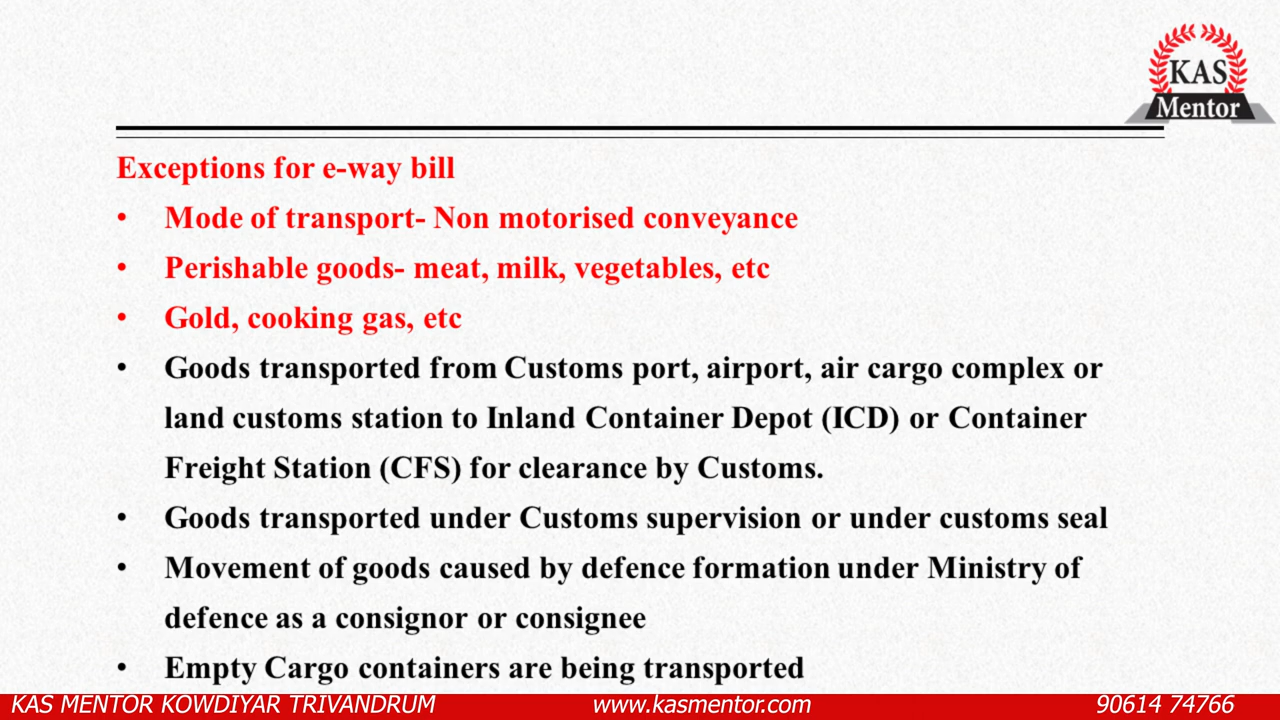 KAS
Mentor
Exceptions for e-way bill
• Mode of transport- Non motorised conveyance
• Perishable goods- meat, milk, vegetables, etc
• Gold, cooking gas, etc
• Goods transported from Customs port, airport, air cargo complex or
land customs station to Inland Container Depot (ICD) or Container
Freight Station (CFS) for clearance by Customs.
• Goods transported under Customs supervision or under customs seal
• Movement of goods caused by defence formation under Ministry of
defence as a consignor or consignee
• Empty Cargo containers are being transported
KAS MENTOR KOWDIYAR TRIVANDRUM www.kasmentor.com 90614 74766